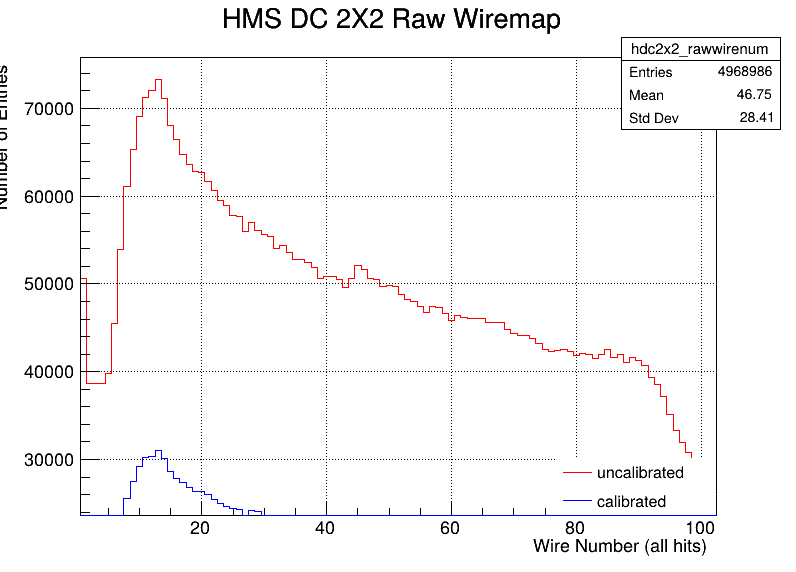 HMS DC 2X2 Raw Wiremap
hdc2x2_rawwirenum
Entries 4968986
Mean 46.75
Std Dev 28.41
Number of Entries
70000
60000
50000
40000
30000
uncalibrated
calibrated
20 40 60 80 100
Wire Number (all hits)